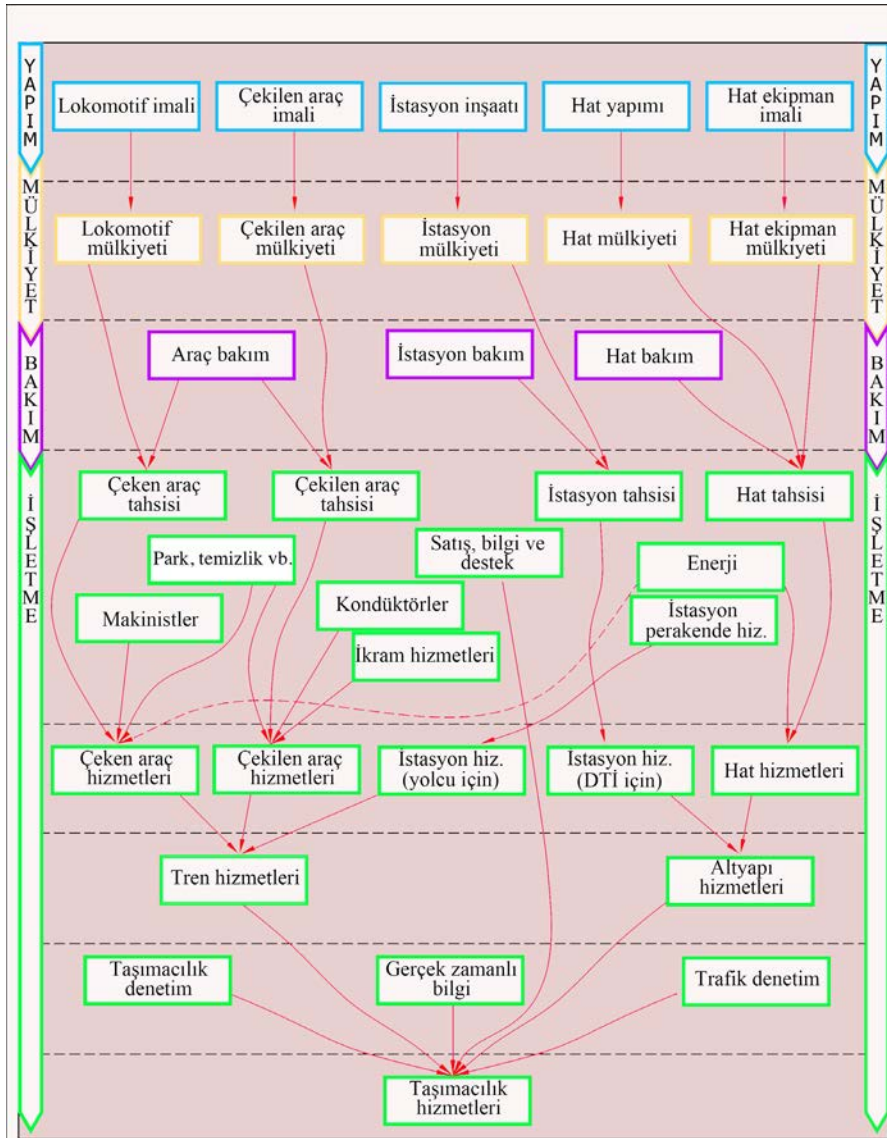 YAPIM
YAPIM
Lokomotif imali
Çekilen araç
imali
İstasyon inşaatı
Hat yapımı
Hat ekipman
imali
MÜLKİYET
MÜLKİYET
Lokomotif
mülkiyeti
Çekilen araç
mülkiyeti
İstasyon
mülkiyeti
Hat mülkiyeti
Hat ekipman
mülkiyeti
BAKIM
BAKIM
Araç bakım
İstasyon bakım
Hat bakım
İŞLETME
İŞLETME
Çeken araç
tahsisi
Çekilen araç
tahsisi
İstasyon tahsisi
Hat tahsisi
Park, temizlik vb.
Satış, bilgi ve
destek
Enerji
Makinistler
Kondüktörler
İstasyon
perakende hiz.
İkram hizmetleri
Çeken araç
hizmetleri
Çekilen araç
hizmetleri
İstasyon hiz.
(yolcu için)
İstasyon hiz.
(DTİ için)
Hat hizmetleri
Tren hizmetleri
Altyapı
hizmetleri
Taşımacılık
denetim
Gerçek zamanlı
bilgi
Trafik denetim
Taşımacılık
hizmetleri